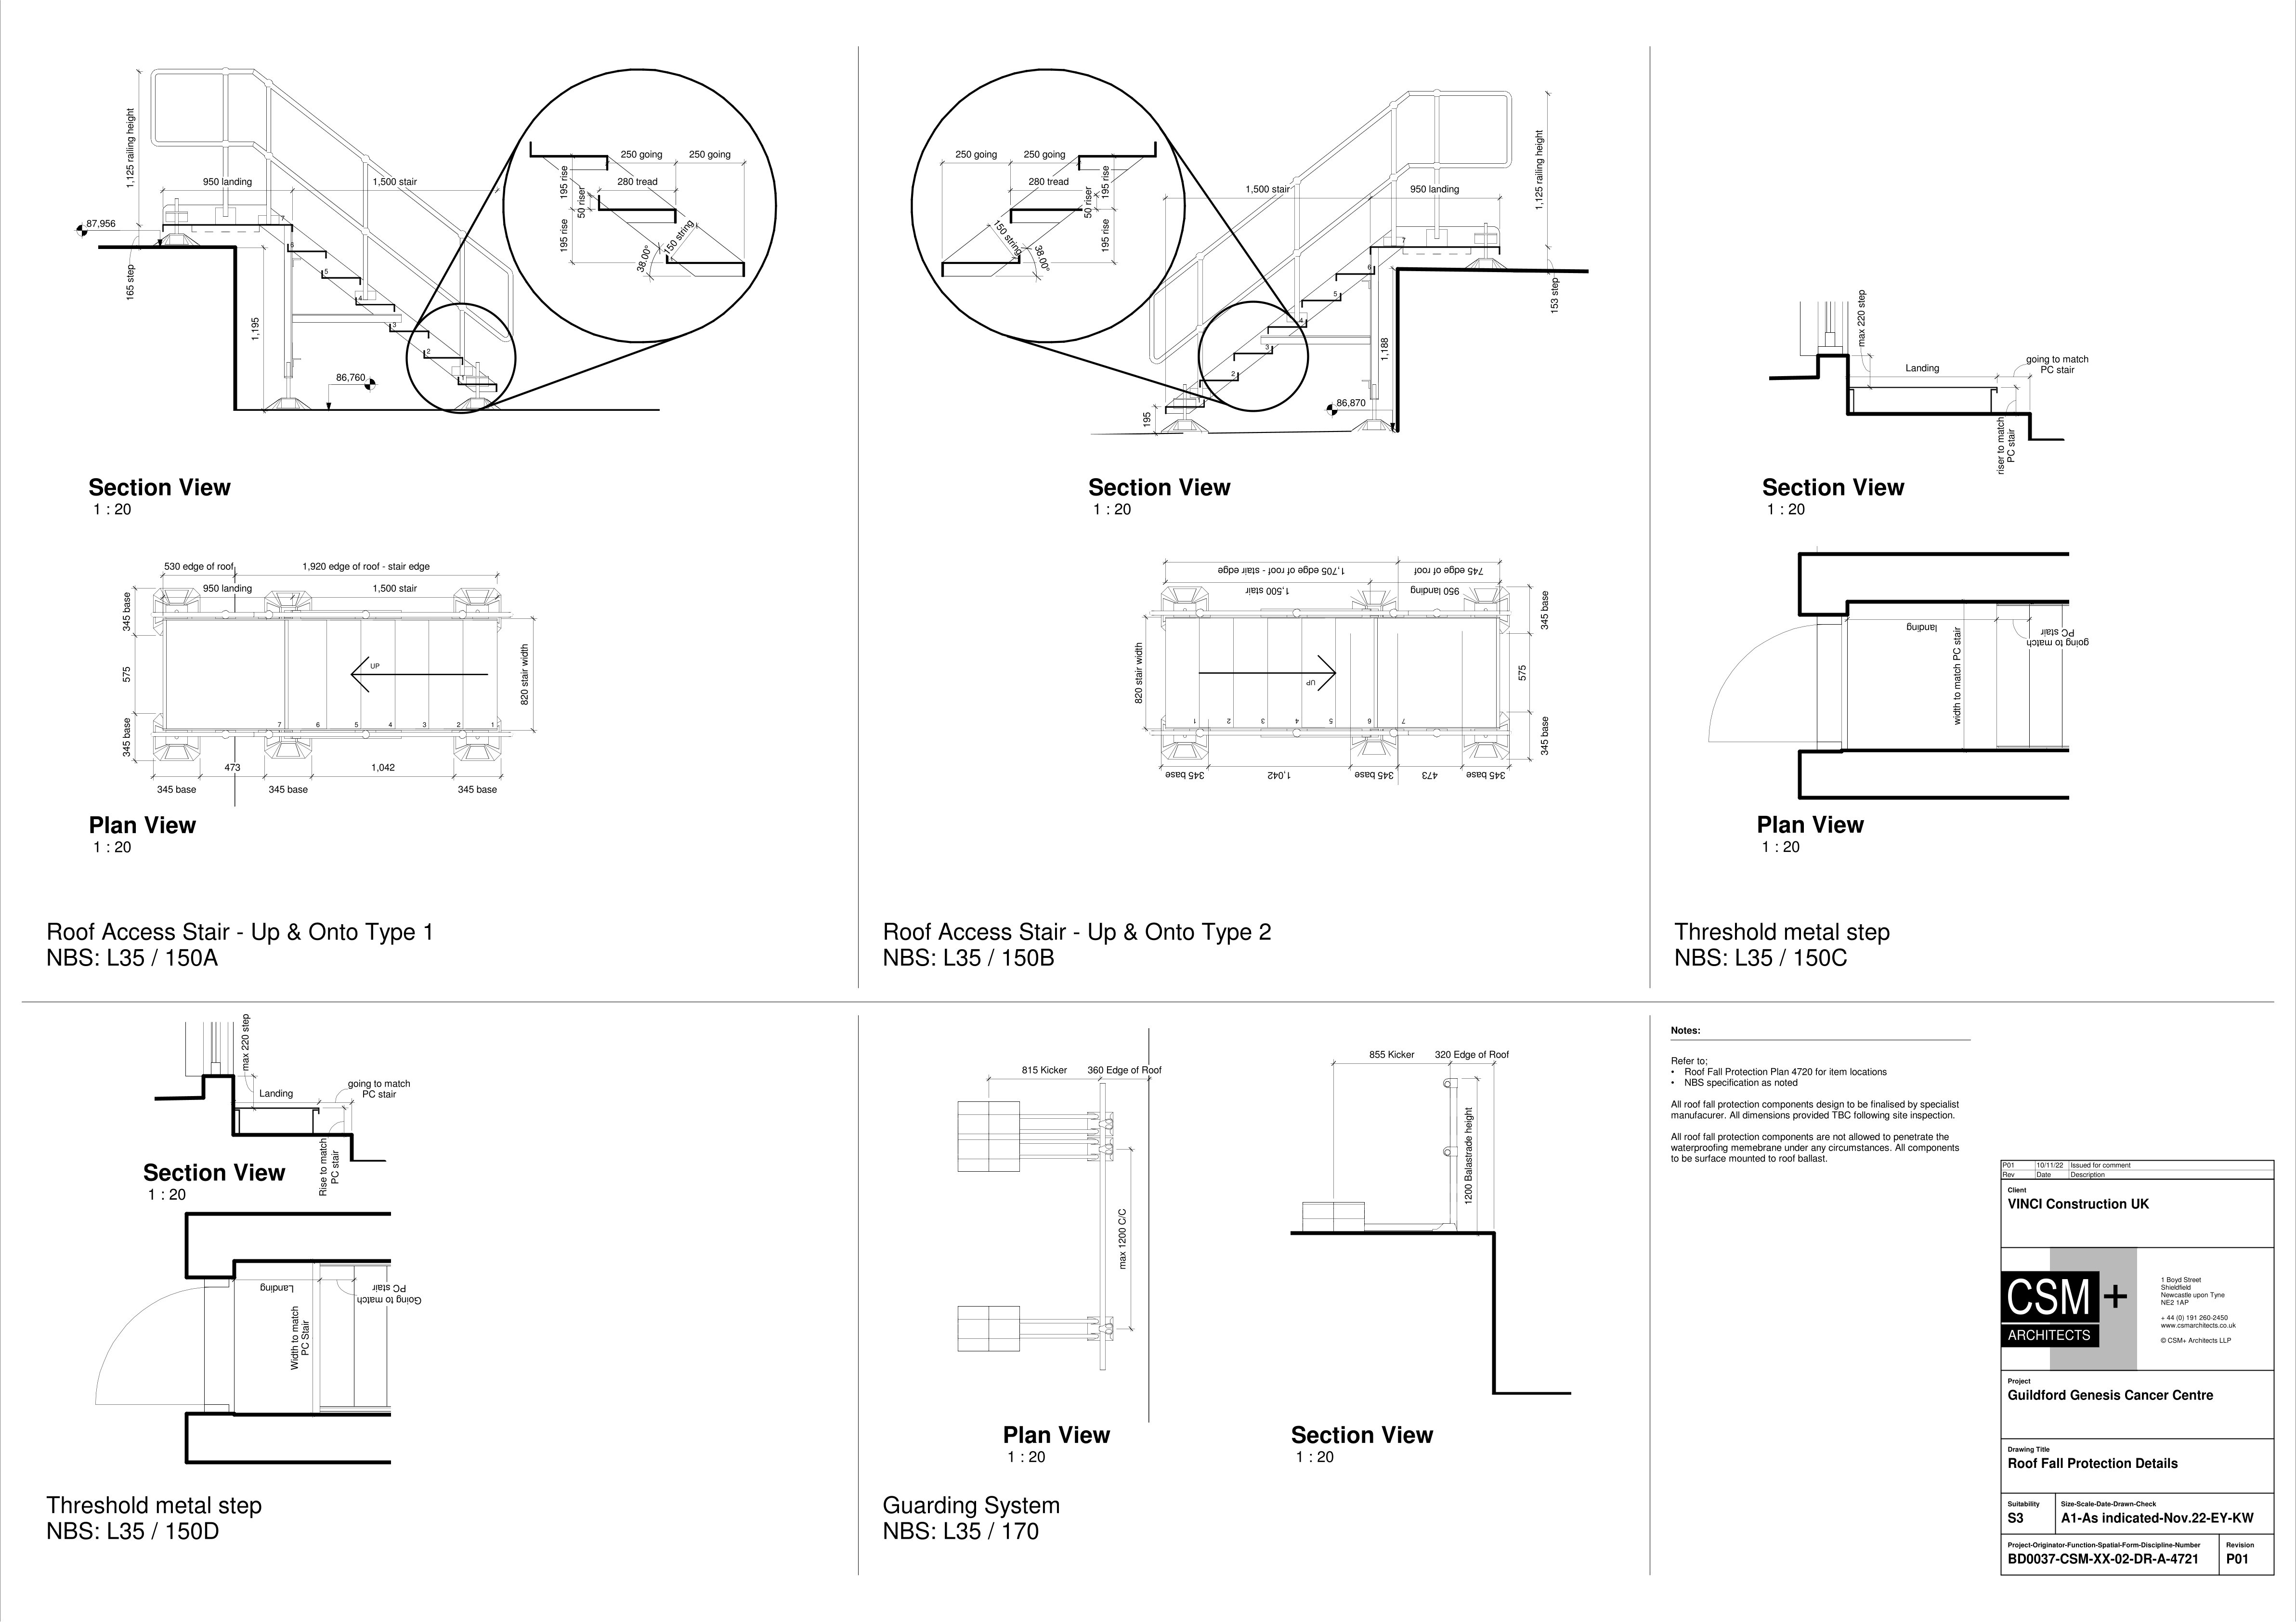 1,125 railing height
950 landing
1,500 stair
87,956
165 step
1,195
86,760
7
6
5
4
3
2
1
250 going
250 going
280 tread
195 rise
50 riser
195 rise
150 string
38.00°
Section View
1 : 20
530 edge of roof
1,920 edge of roof - stair edge
950 landing
1,500 stair
345 base
575
345 base
820 stair width
UP
7
6
5
4
3
2
1
473
1,042
345 base
345 base
345 base
Plan View
1 : 20
Roof Access Stair - Up & Onto Type 1
NBS: L35 / 150A
250 going
250 going
280 tread
195 rise
50 riser
195 rise
150 string
38.00°
1,500 stair
950 landing
1,125 railing height
153 step
1,188
86,870
195
7
6
5
4
3
2
Section View
1 : 20
1,705 edge of roof - stair edge
745 edge of roof
1,500 stair
950 landing
345 base
575
345 base
820 stair width
UP
1
2
3
4
5
6
7
345 base
1,042
345 base
473
345 base
Roof Access Stair - Up & Onto Type 2
NBS: L35 / 150B
max 220 step
Landing
going to match
PC stair
riser to match
PC stair
Section View
1 : 20
landing
going to match
PC stair
width to match PC stair
Plan View
1 : 20
Threshold metal step
NBS: L35 / 150C
max 220 step
Landing
going to match
PC stair
Rise to match
PC stair
Section View
1 : 20
Landing
Going to match
PC stair
Width to match
PC Stair
Threshold metal step
NBS: L35 / 150D
815 Kicker
360 Edge of Roof
max 1200 C/C
Plan View
1 : 20
855 Kicker
320 Edge of Roof
1200 Balastrade height
Section View
1 : 20
Guarding System
NBS: L35 / 170
Notes:
Refer to;
• Roof Fall Protection Plan 4720 for item locations
• NBS specification as noted
All roof fall protection components design to be finalised by specialist
manufacurer. All dimensions provided TBC following site inspection.
All roof fall protection components are not allowed to penetrate the
waterproofing memebrane under any circumstances. All components
to be surface mounted to roof ballast.
P01 10/11/22 Issued for comment
Rev Date Description
Client
VINCI Construction UK
CSM+
ARCHITECTS
1 Boyd Street
Shieldfield
Newcastle upon Tyne
NE2 1AP
+ 44 (0) 191 260-2450
www.csmarchitects.co.uk
© CSM+ Architects LLP
Project
Guildford Genesis Cancer Centre
Drawing Title
Roof Fall Protection Details
Suitability
S3
Size-Scale-Date-Drawn-Check
A1-As indicated-Nov.22-EY-KW
Project-Originator-Function-Spatial-Form-Discipline-Number
BD0037-CSM-XX-02-DR-A-4721
Revision
P01